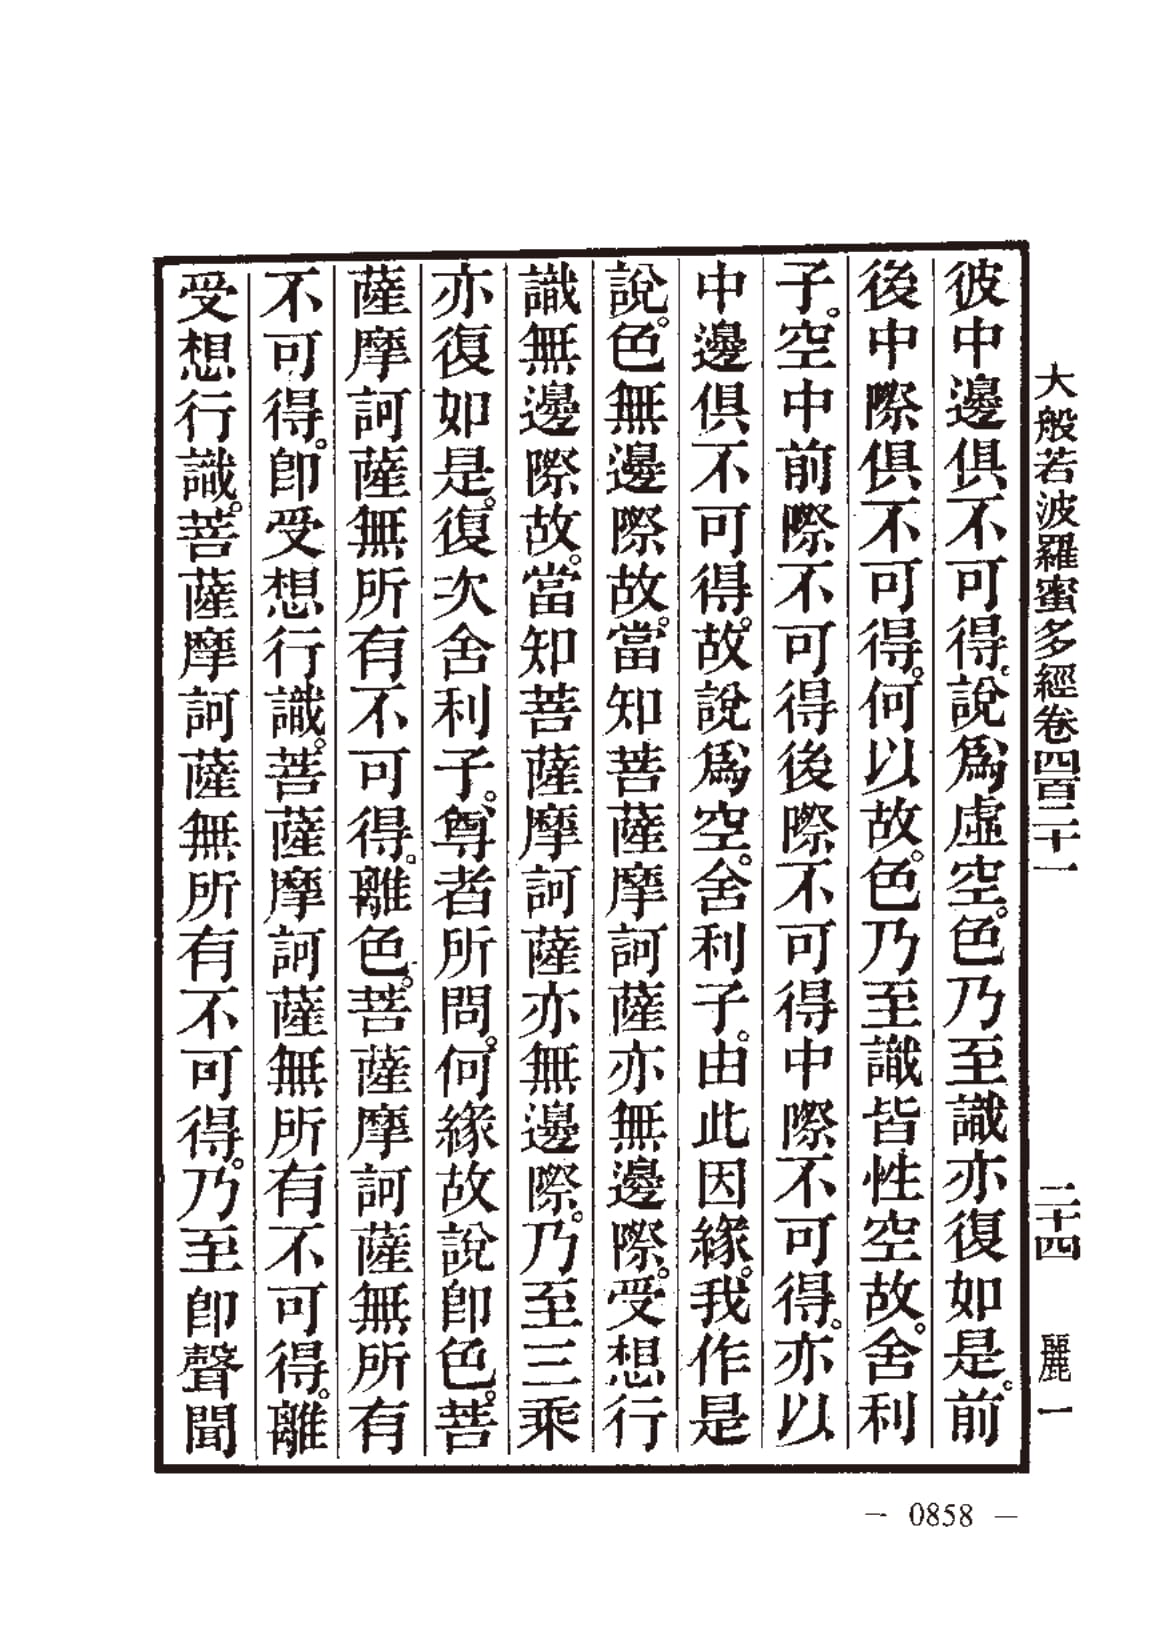 大般若波羅蜜多經卷四百二十一　二十四　麗一
彼中邊俱不可得。說爲虛空。色乃至識亦復如是。前
後中際俱不可得。何以故。色乃至識皆性空故。舍利
子。空中前際不可得後際不可得中際不可得。亦以
中邊俱不可得。故說爲空。舍利子。由此因緣。我作是
說。色無邊際故。當知菩薩摩訶薩亦無邊際。受想行
識無邊際故。當知菩薩摩訶薩亦無邊際。乃至三乘
亦復如是。復次舍利子。尊者所問。何緣故說卽色。菩
薩摩訶薩無所有不可得。離色。菩薩摩訶薩無所有
不可得。卽受想行識。菩薩摩訶薩無所有不可得。離
受想行識。菩薩摩訶薩無所有不可得。乃至卽聲聞
— 0858 —